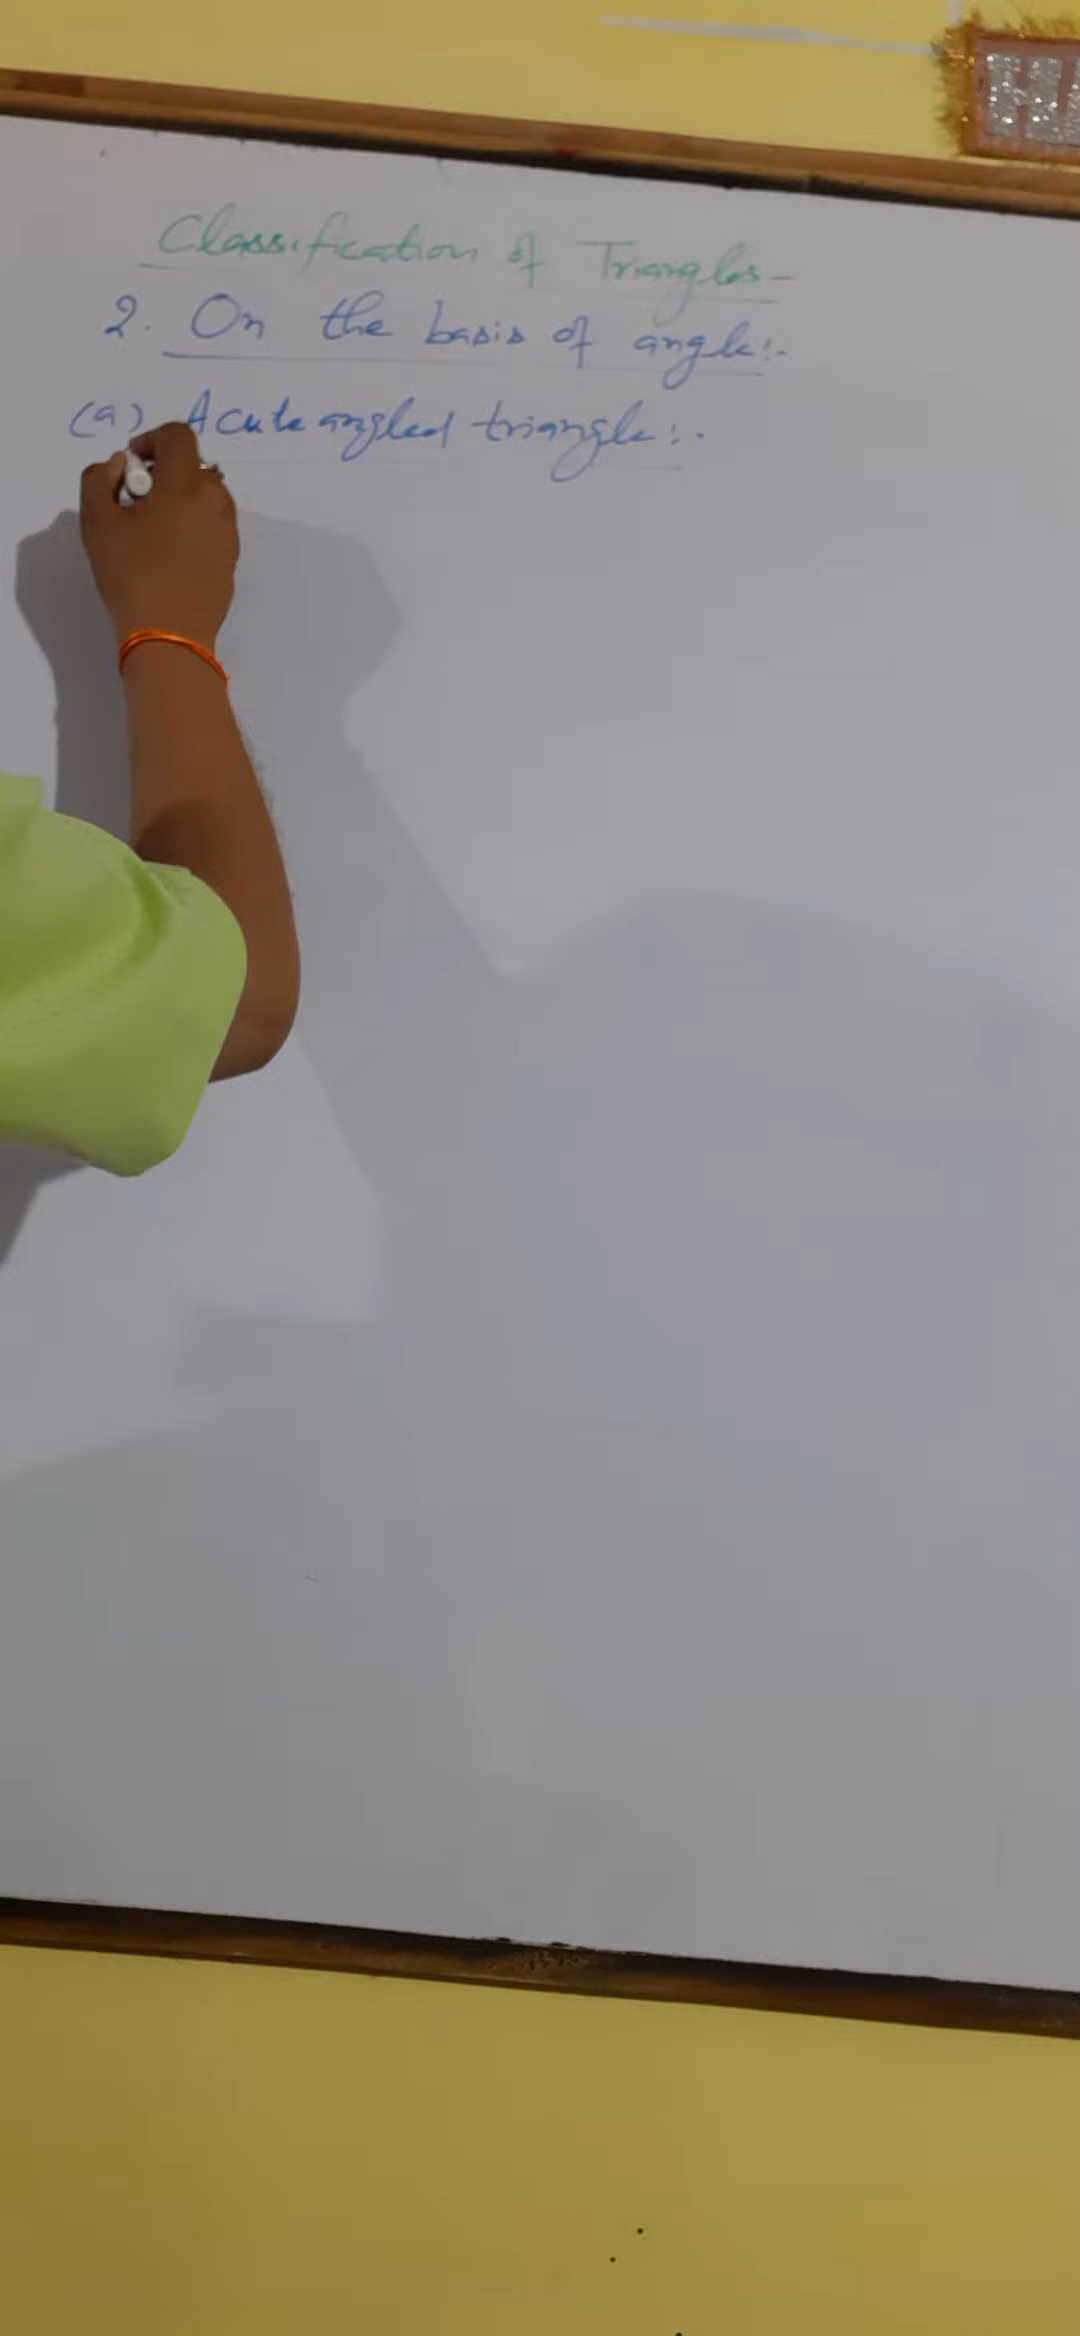 Classification of Triangles-
2. On the basis of angle:-
(a) Acute angled triangle:-